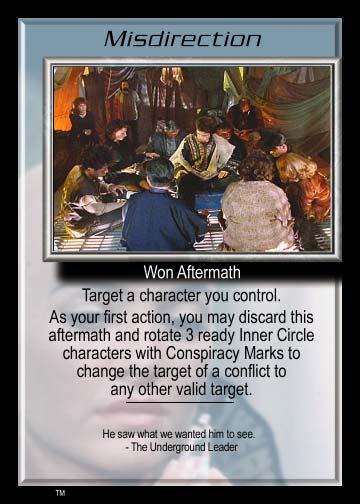 Misdirection
Won Aftermath
Target a character you control.
As your first action, you may discard this
aftermath and rotate 3 ready Inner Circle
characters with Conspiracy Marks to
change the target of a conflict to
any other valid target.
He saw what we wanted him to see.
- The Underground Leader
TM